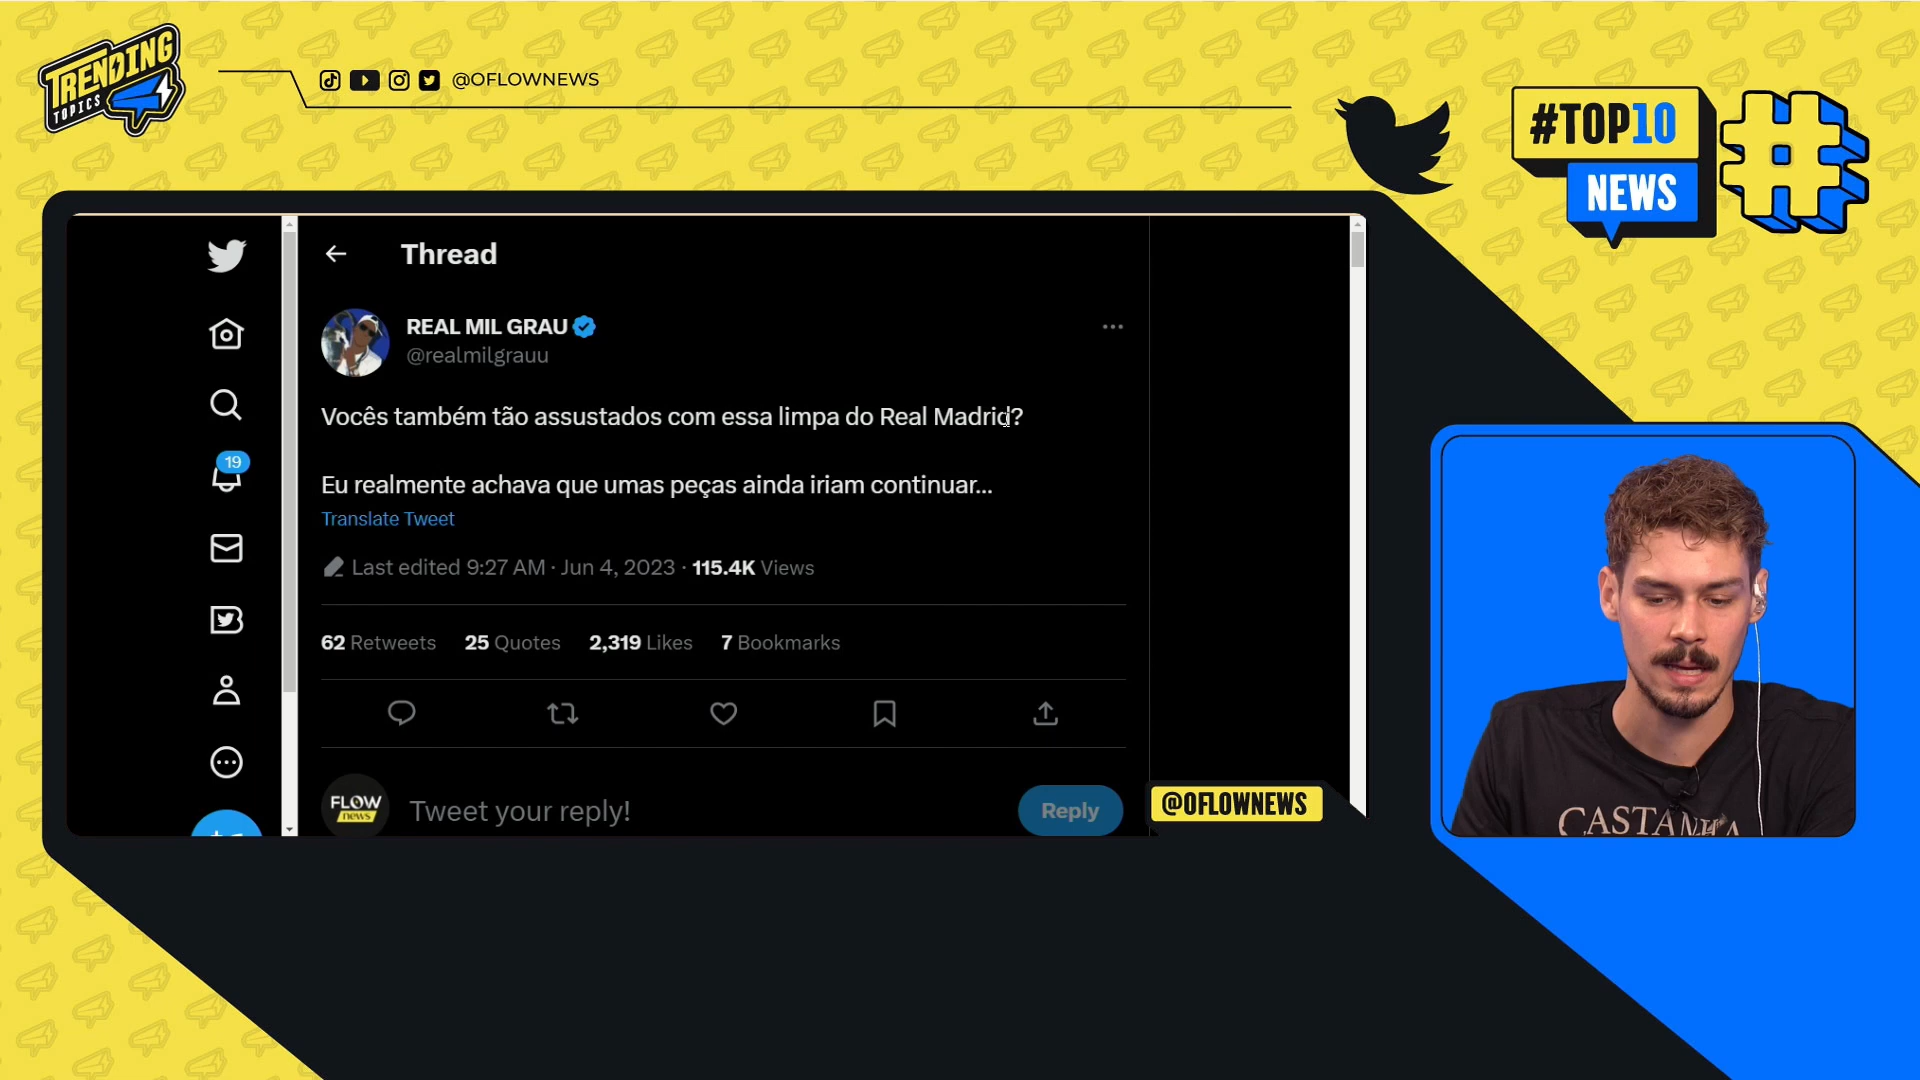 TRENDING
TOPICS
@OFLOWNEWS
#TOP10
NEWS
Thread
REAL MIL GRAU
@realmilgrauu
Vocês também tão assustados com essa limpa do Real Madrid?
Eu realmente achava que umas peças ainda iriam continuar...
Translate Tweet
Last edited 9:27 AM · Jun 4, 2023 · 115.4K Views
62 Retweets 25 Quotes 2,319 Likes 7 Bookmarks
19
FLOW
news
Tweet your reply!
Reply
@OFLOWNEWS
CASTANHA